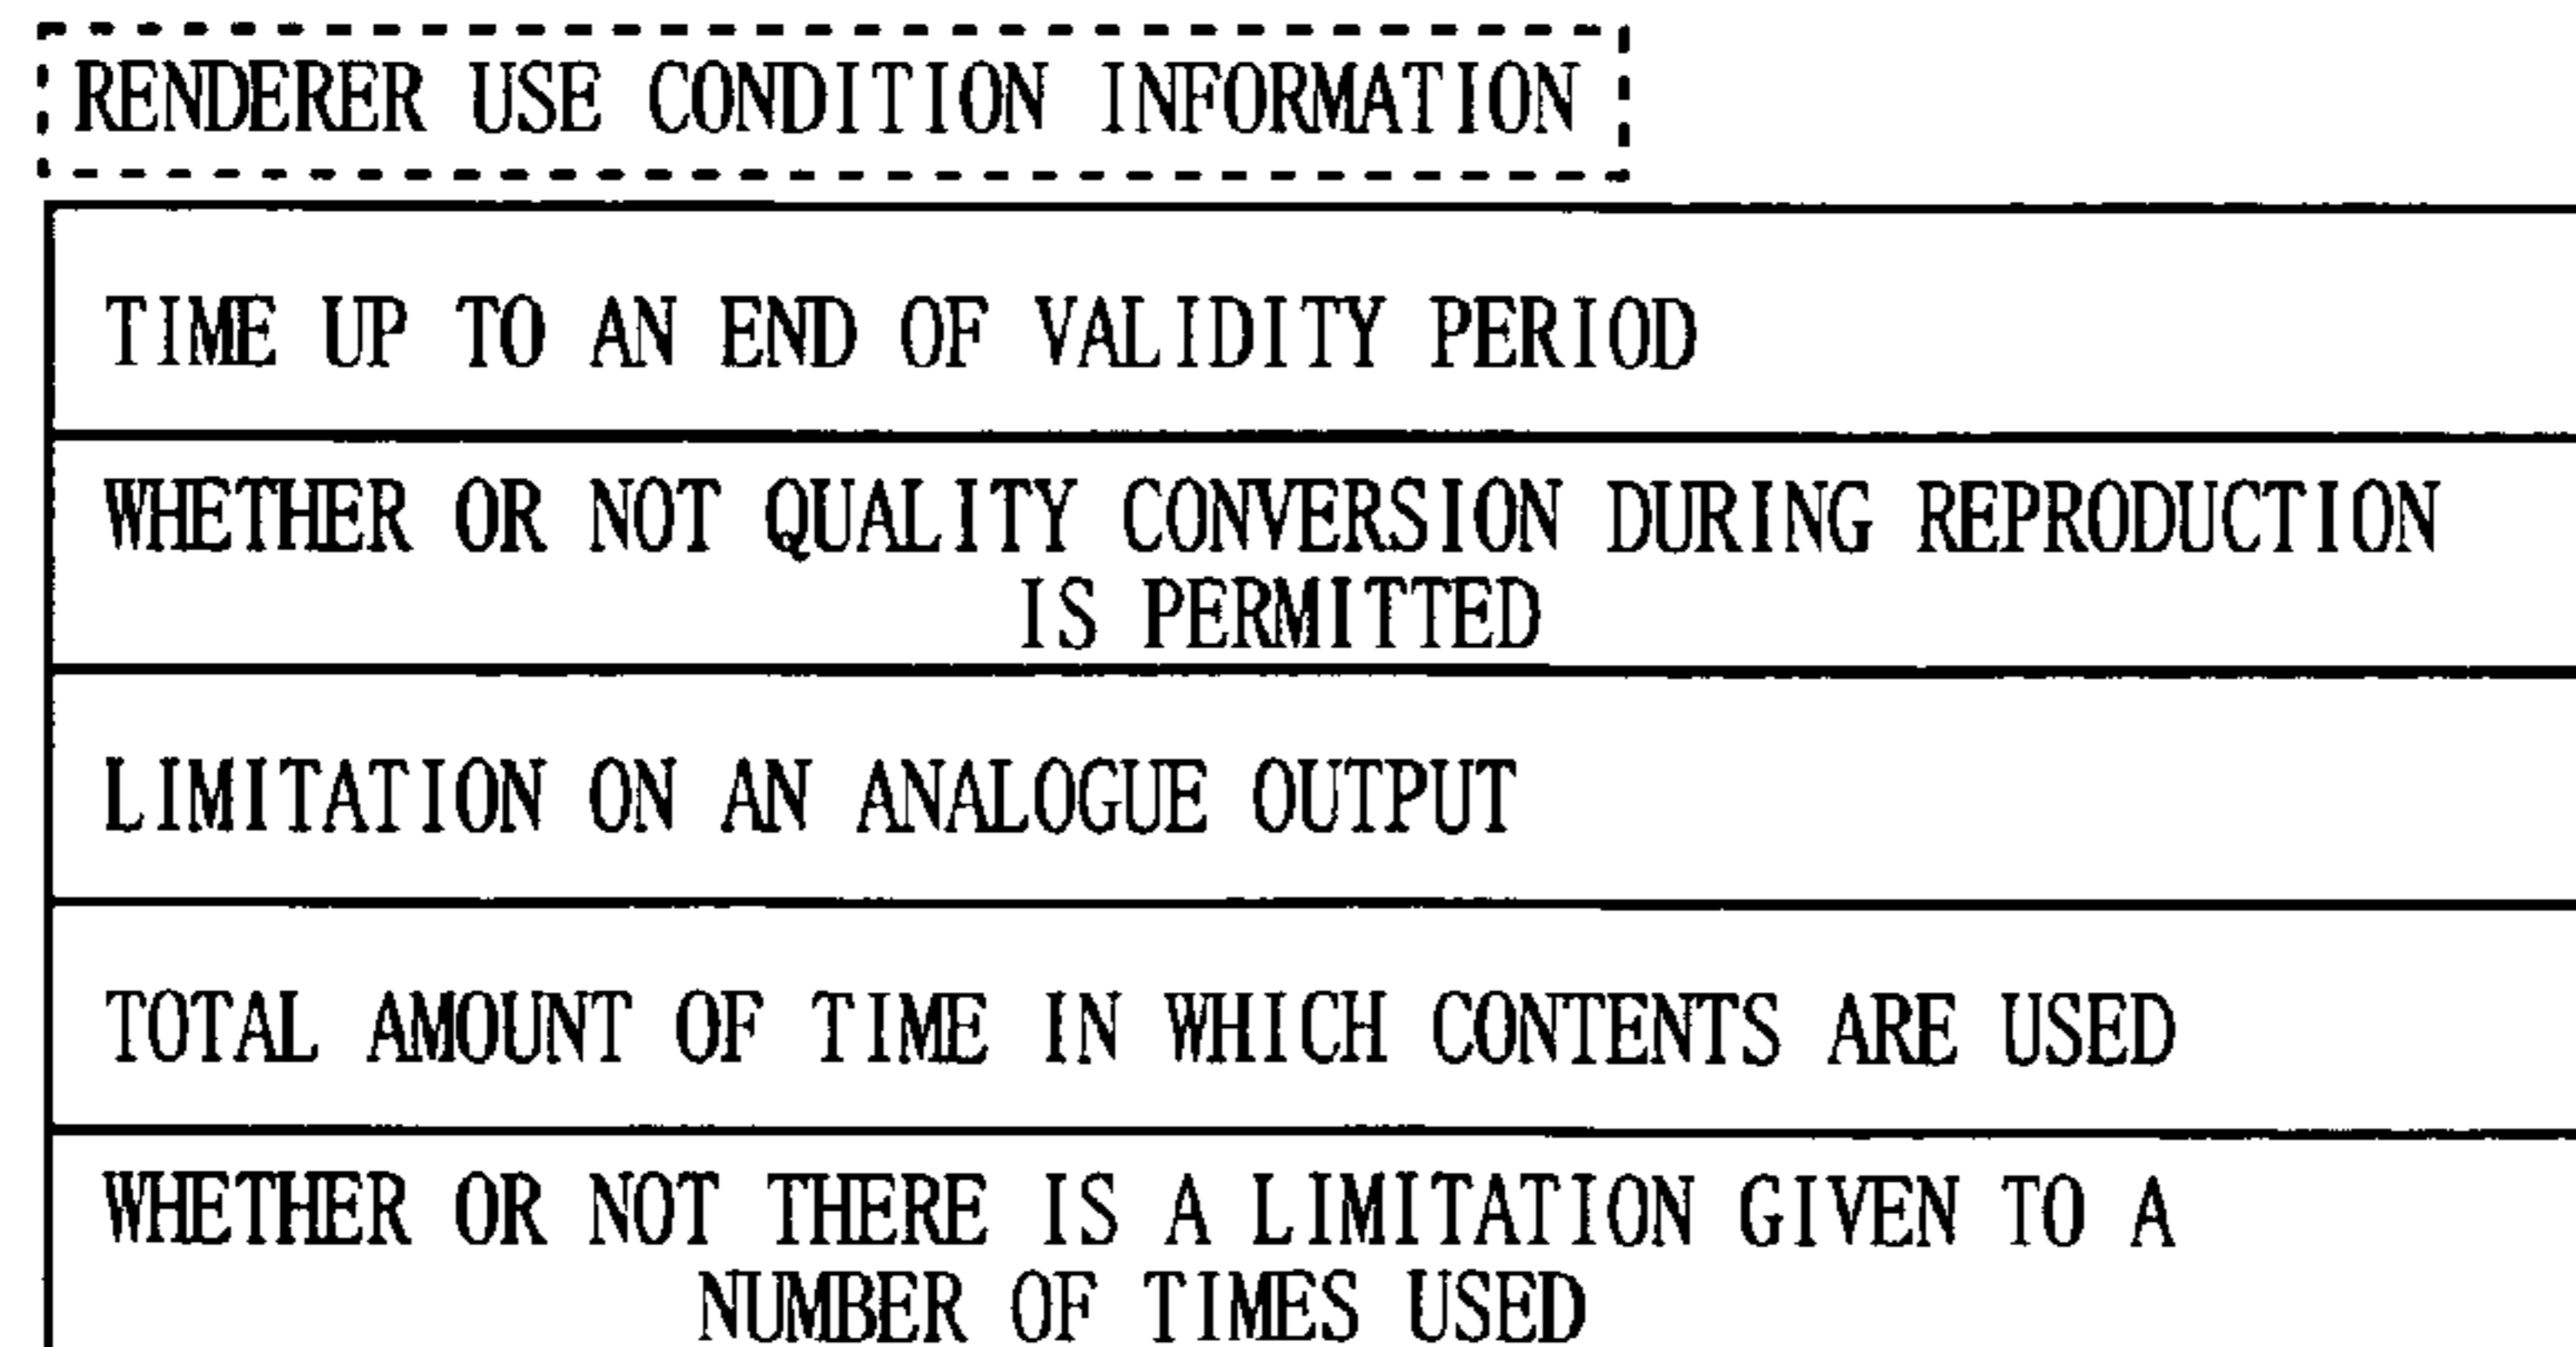 RENDERER USE CONDITION INFORMATION
TIME UP TO AN END OF VALIDITY PERIOD
WHETHER OR NOT QUALITY CONVERSION DURING REPRODUCTION
IS PERMITTED
LIMITATION ON AN ANALOGUE OUTPUT
TOTAL AMOUNT OF TIME IN WHICH CONTENTS ARE USED
WHETHER OR NOT THERE IS A LIMITATION GIVEN TO A
NUMBER OF TIMES USED